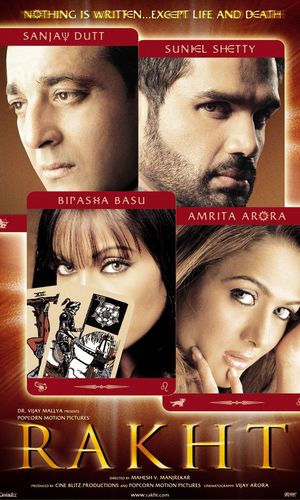 NOTHING IS WRITTEN...EXCEPT LIFE AND DEATH
SANJAY DUTT
SUNIEL SHETTY
BIPASHA BASU
AMRITA ARORA
DR. VIJAY MALLYA PRESENTS
POPCORN MOTION PICTURES'
RAKHT
DIRECTED BY MAHESH V. MANJREKAR
PRODUCED BY CINE BLITZ PRODUCTIONS AND POPCORN MOTION PICTURES CINEMATOGRAPHY VIJAY ARORA
www.rakht.com